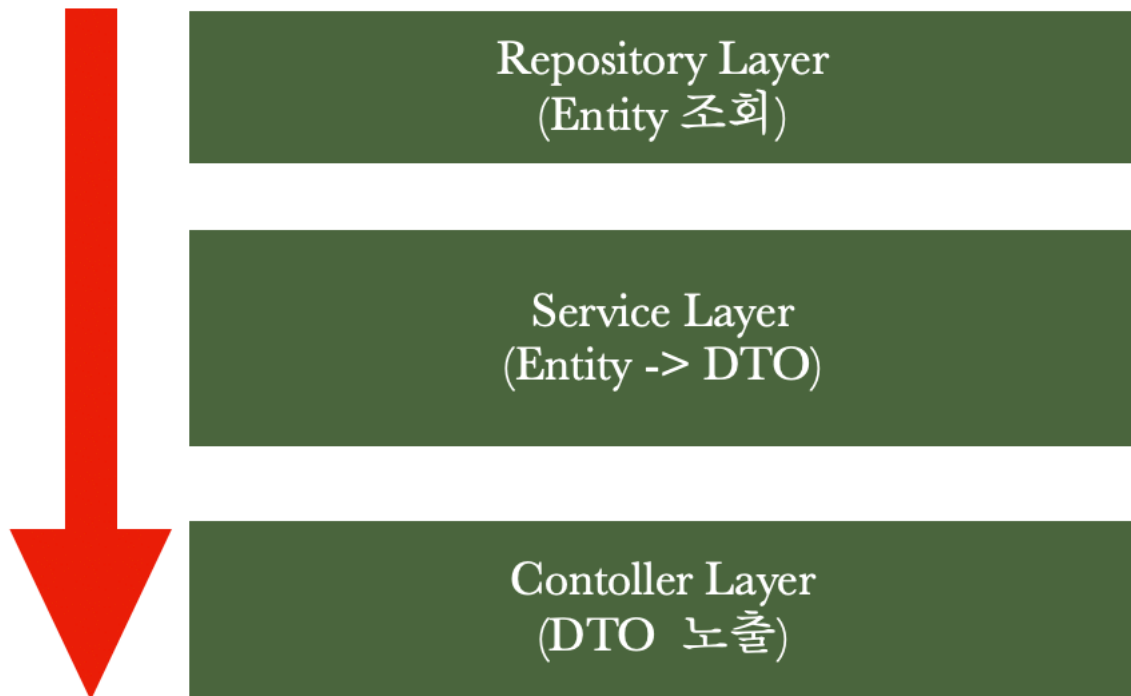 Repository Layer
(Entity 조회)
Service Layer
(Entity -> DTO)
Contoller Layer
(DTO 노출)